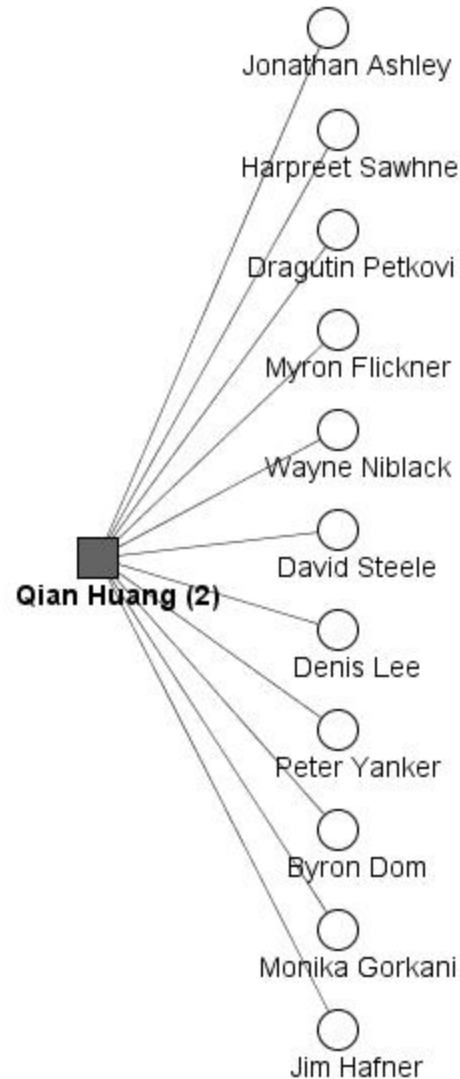 Jonathan Ashley
Harpreet Sawhne
Dragutin Petkovi
Myron Flickner
Wayne Niblack
David Steele
Qian Huang (2)
Denis Lee
Peter Yanker
Byron Dom
Monika Gorkani
Jim Hafner